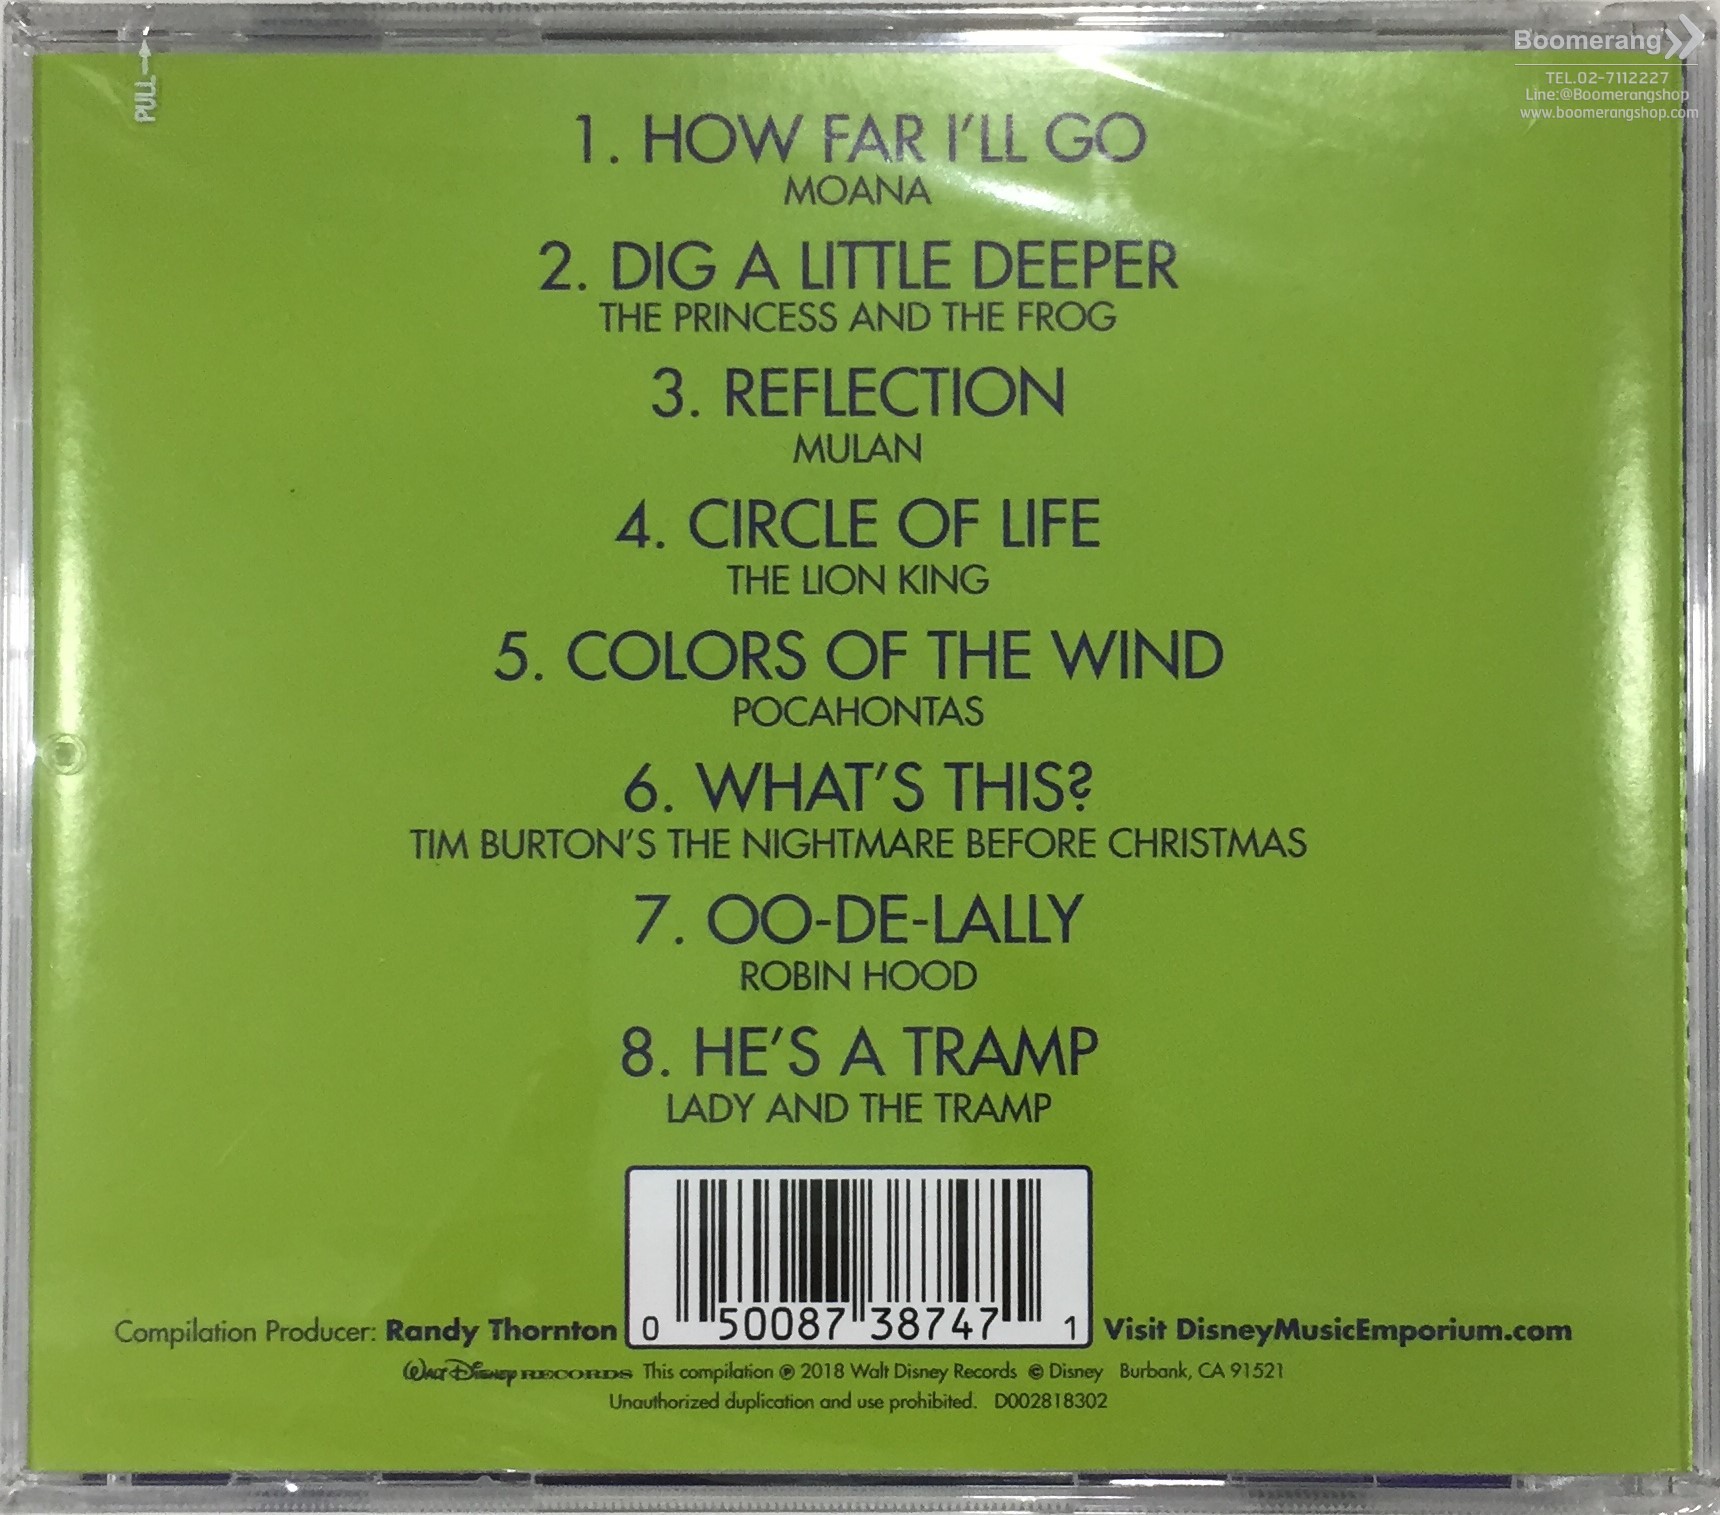 PULL→
Boomerang
TEL.02-7112227
Line:@Boomerangshop
www.boomerangshop.com
1. HOW FAR I'LL GO
MOANA
2. DIG A LITTLE DEEPER
THE PRINCESS AND THE FROG
3. REFLECTION
MULAN
4. CIRCLE OF LIFE
THE LION KING
5. COLORS OF THE WIND
POCAHONTAS
6. WHAT'S THIS?
TIM BURTON'S THE NIGHTMARE BEFORE CHRISTMAS
7. OO-DE-LALLY
ROBIN HOOD
8. HE'S A TRAMP
LADY AND THE TRAMP
Compilation Producer: Randy Thornton
0 50087 38747 1
Visit DisneyMusicEmporium.com
WALT DISNEY RECORDS This compilation ℗ 2018 Walt Disney Records © Disney Burbank, CA 91521
Unauthorized duplication and use prohibited. D002818302